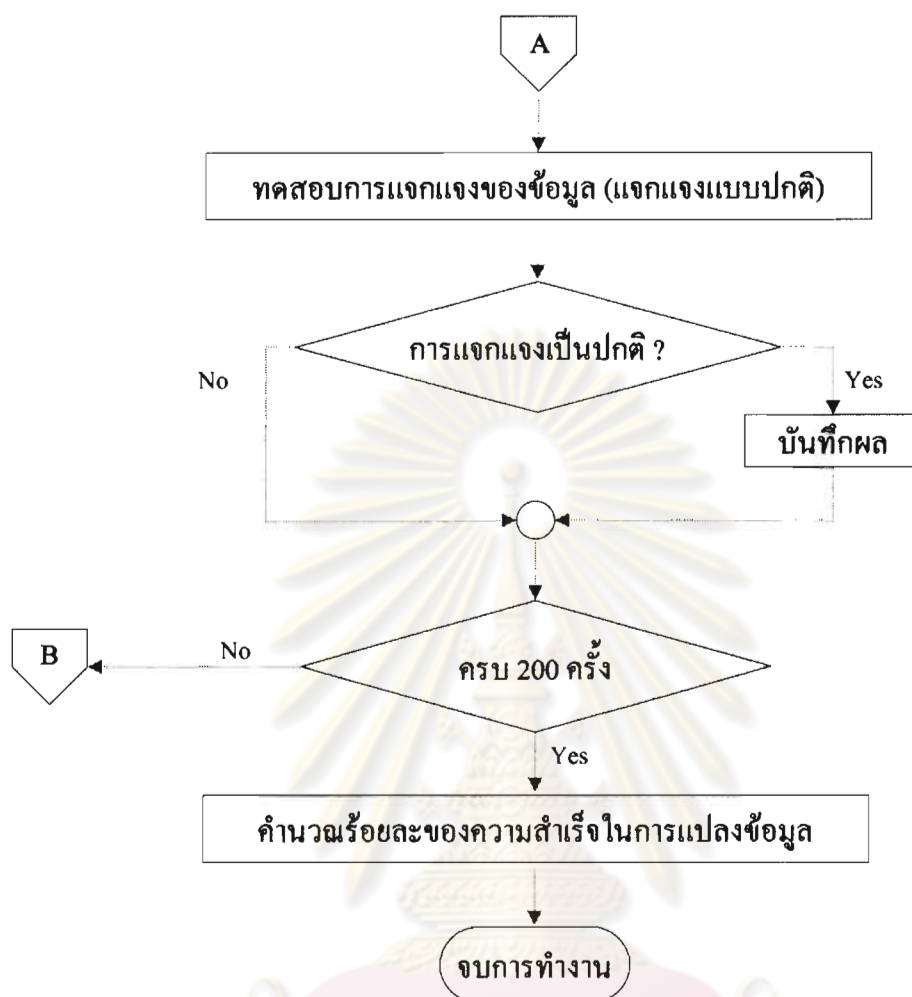 A
ทดสอบการแจกแจงของข้อมูล (แจกแจงแบบปกติ)
การแจกแจงเป็นปกติ ?
No
Yes
บันทึกผล
B
No
ครบ 200 ครั้ง
Yes
คำนวณร้อยละของความสำเร็จในการแปลงข้อมูล
จบการทำงาน